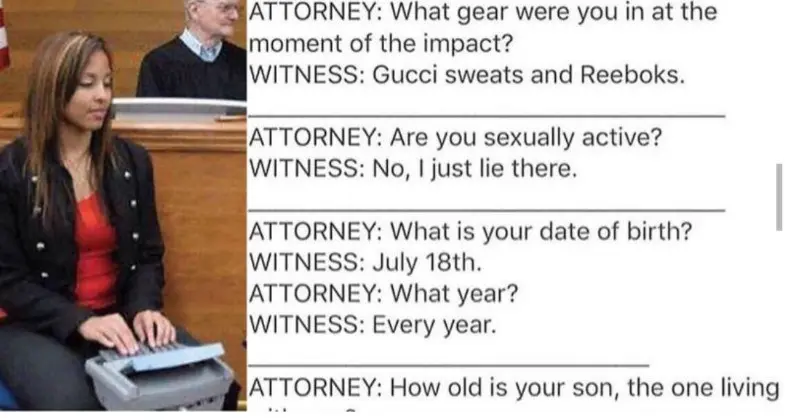 ATTORNEY: What gear were you in at the
moment of the impact?
WITNESS: Gucci sweats and Reeboks.
ATTORNEY: Are you sexually active?
WITNESS: No, I just lie there.
ATTORNEY: What is your date of birth?
WITNESS: July 18th.
ATTORNEY: What year?
WITNESS: Every year.
ATTORNEY: How old is your son, the one living